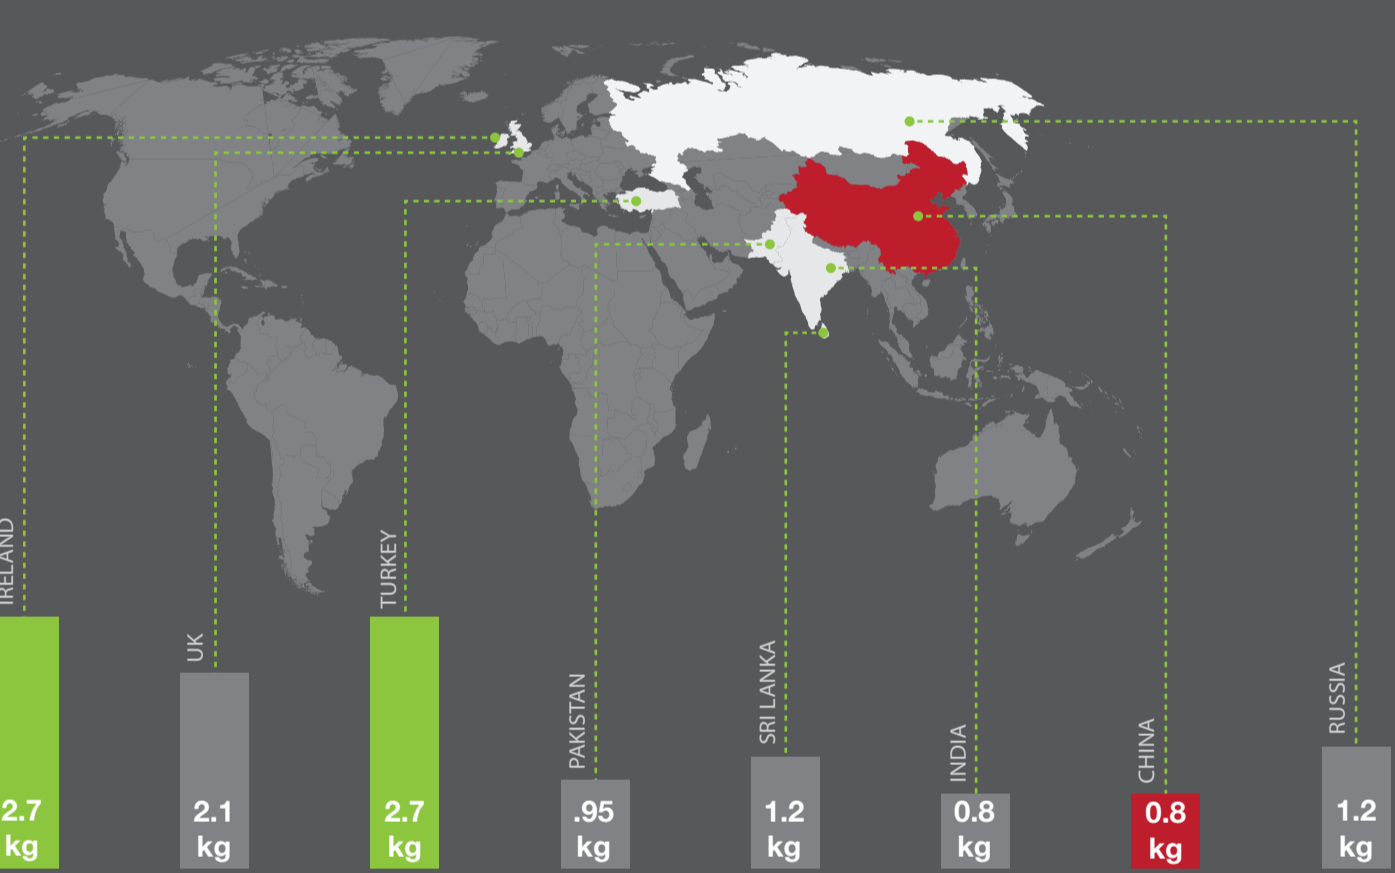 IRELAND
2.7
kg
UK
2.1
kg
TURKEY
2.7
kg
PAKISTAN
.95
kg
SRI LANKA
1.2
kg
INDIA
0.8
kg
CHINA
0.8
kg
RUSSIA
1.2
kg